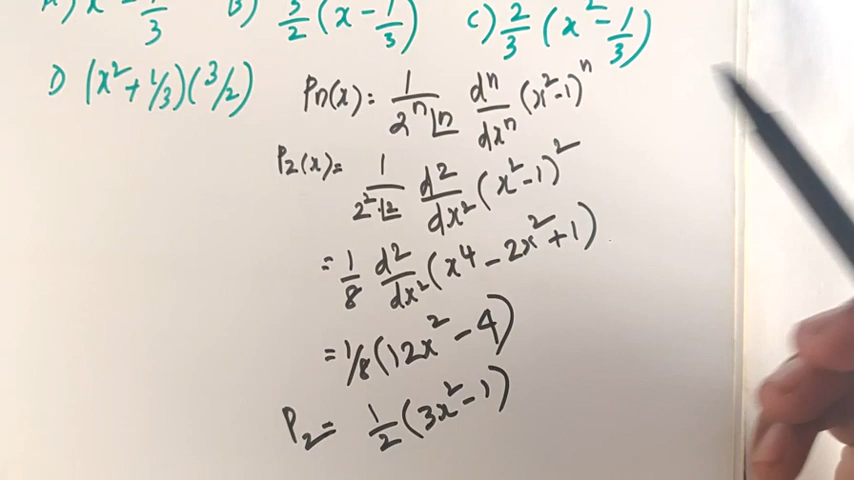 B) 3/2 (x - 1/3) C) 2/3 (x² - 1/3)
D (x² + 1/3)(3/2)
Pn(x) = 1/(2ⁿ |n) dⁿ/dxⁿ (x²-1)ⁿ
P₂(x) = 1/(2²·|2) d²/dx² (x²-1)²
= 1/8 d²/dx² (x⁴ - 2x² + 1)
= 1/8 (12x² - 4)
P₂ = 1/2 (3x² - 1)